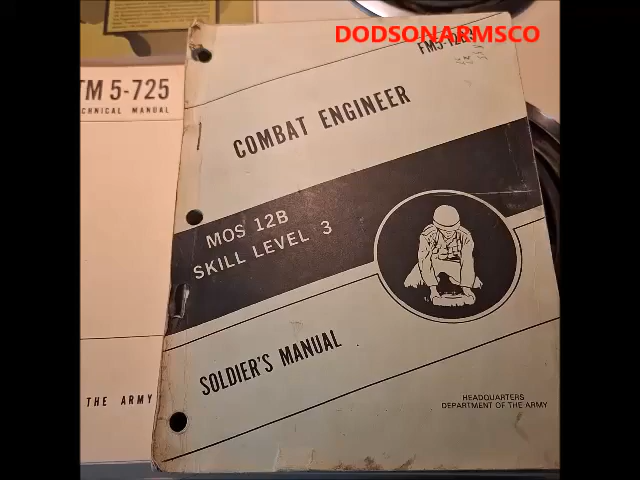 DODSONARMSCO
TM 5-725
CHNICAL MANUAL
THE ARMY
COMBAT ENGINEER
MOS 12B
SKILL LEVEL 3
SOLDIER'S MANUAL
HEADQUARTERS
DEPARTMENT OF THE ARMY